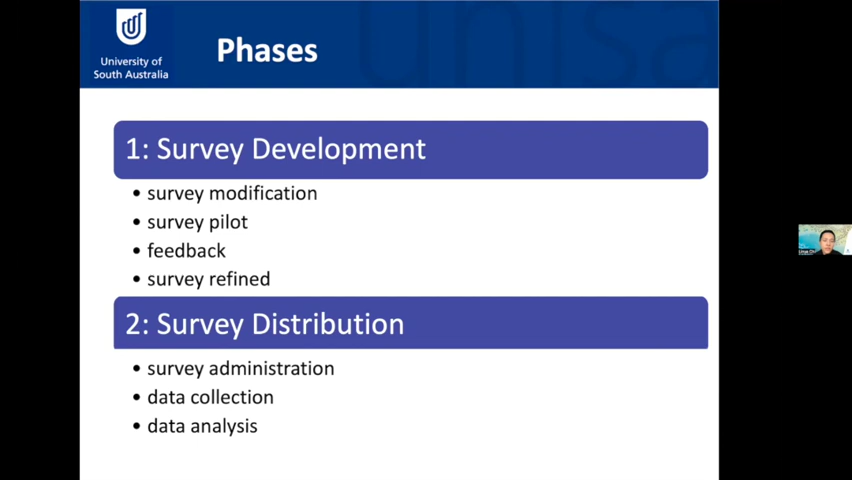 University of
South Australia
Phases
1: Survey Development
• survey modification
• survey pilot
• feedback
• survey refined
2: Survey Distribution
• survey administration
• data collection
• data analysis